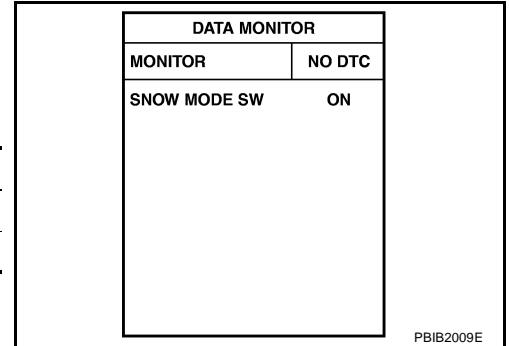 DATA MONITOR
MONITOR NO DTC
SNOW MODE SW ON
PBIB2009E